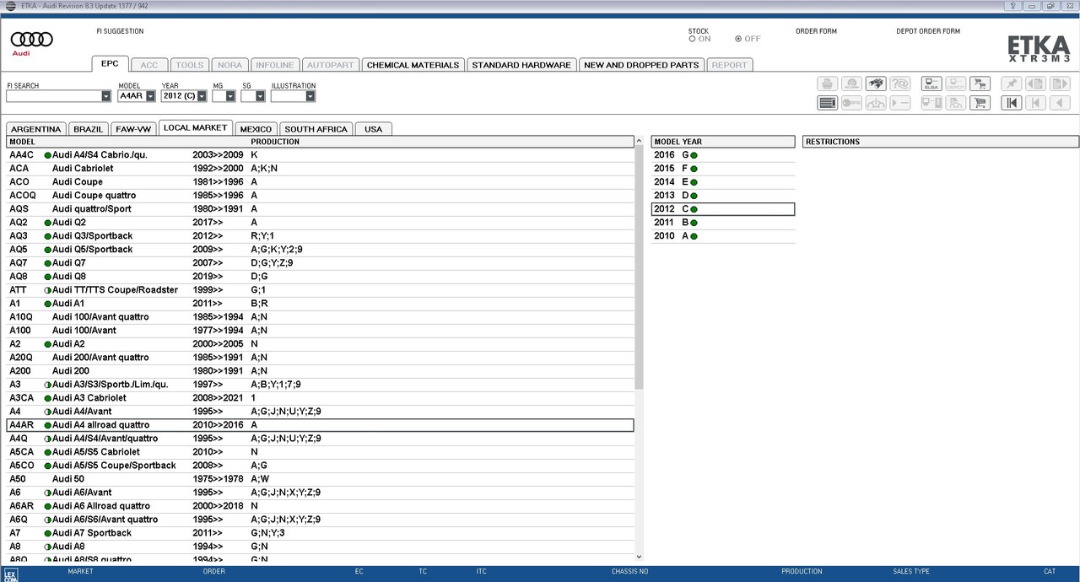 ETKA - Audi Revision 8.3 Update 1377 / 942
Audi
FI SUGGESTION
STOCK
ON OFF
ORDER FORM
DEPOT ORDER FORM
ETKA
XTR3M3
EPC ACC TOOLS NORA INFOLINE AUTOPART CHEMICAL MATERIALS STANDARD HARDWARE NEW AND DROPPED PARTS REPORT
FI SEARCH MODEL YEAR MG SG ILLUSTRATION
A4AR 2012 (C)
ARGENTINA BRAZIL FAW-VW LOCAL MARKET MEXICO SOUTH AFRICA USA
MODEL PRODUCTION
AA4C Audi A4/S4 Cabrio./qu. 2003>>2009 K
ACA Audi Cabriolet 1992>>2000 A;K;N
ACO Audi Coupe 1981>>1996 A
ACOQ Audi Coupe quattro 1985>>1996 A
AQS Audi quattro/Sport 1980>>1991 A
AQ2 Audi Q2 2017>> A
AQ3 Audi Q3/Sportback 2012>> R;Y;1
AQ5 Audi Q5/Sportback 2009>> A;G;K;Y;2;9
AQ7 Audi Q7 2007>> D;G;Y;Z;9
AQ8 Audi Q8 2019>> D;G
ATT Audi TT/TTS Coupe/Roadster 1999>> G;1
A1 Audi A1 2011>> B;R
A10Q Audi 100/Avant quattro 1985>>1994 A;N
A100 Audi 100/Avant 1977>>1994 A;N
A2 Audi A2 2000>>2005 N
A20Q Audi 200/Avant quattro 1985>>1991 A;N
A200 Audi 200 1980>>1991 A;N
A3 Audi A3/S3/Sportb./Lim./qu. 1997>> A;B;Y;1;7;9
A3CA Audi A3 Cabriolet 2008>>2021 1
A4 Audi A4/Avant 1995>> A;G;J;N;U;Y;Z;9
A4AR Audi A4 allroad quattro 2010>>2016 A
A4Q Audi A4/S4/Avant/quattro 1995>> A;G;J;N;U;Y;Z;9
A5CA Audi A5/S5 Cabriolet 2010>> N
A5CO Audi A5/S5 Coupe/Sportback 2008>> A;G
A50 Audi 50 1975>>1978 A;W
A6 Audi A6/Avant 1995>> A;G;J;N;X;Y;Z;9
A6AR Audi A6 Allroad quattro 2000>>2018 N
A6Q Audi A6/S6/Avant quattro 1995>> A;G;J;N;X;Y;Z;9
A7 Audi A7 Sportback 2011>> G;N;Y;3
A8 Audi A8 1994>> G;N
A8Q Audi A8/S8 quattro 1994>> G;N
MODEL YEAR
2016 G
2015 F
2014 E
2013 D
2012 C
2011 B
2010 A
RESTRICTIONS
LEX COM
MARKET ORDER EC TC ITC CHASSIS NO PRODUCTION SALES TYPE CAT